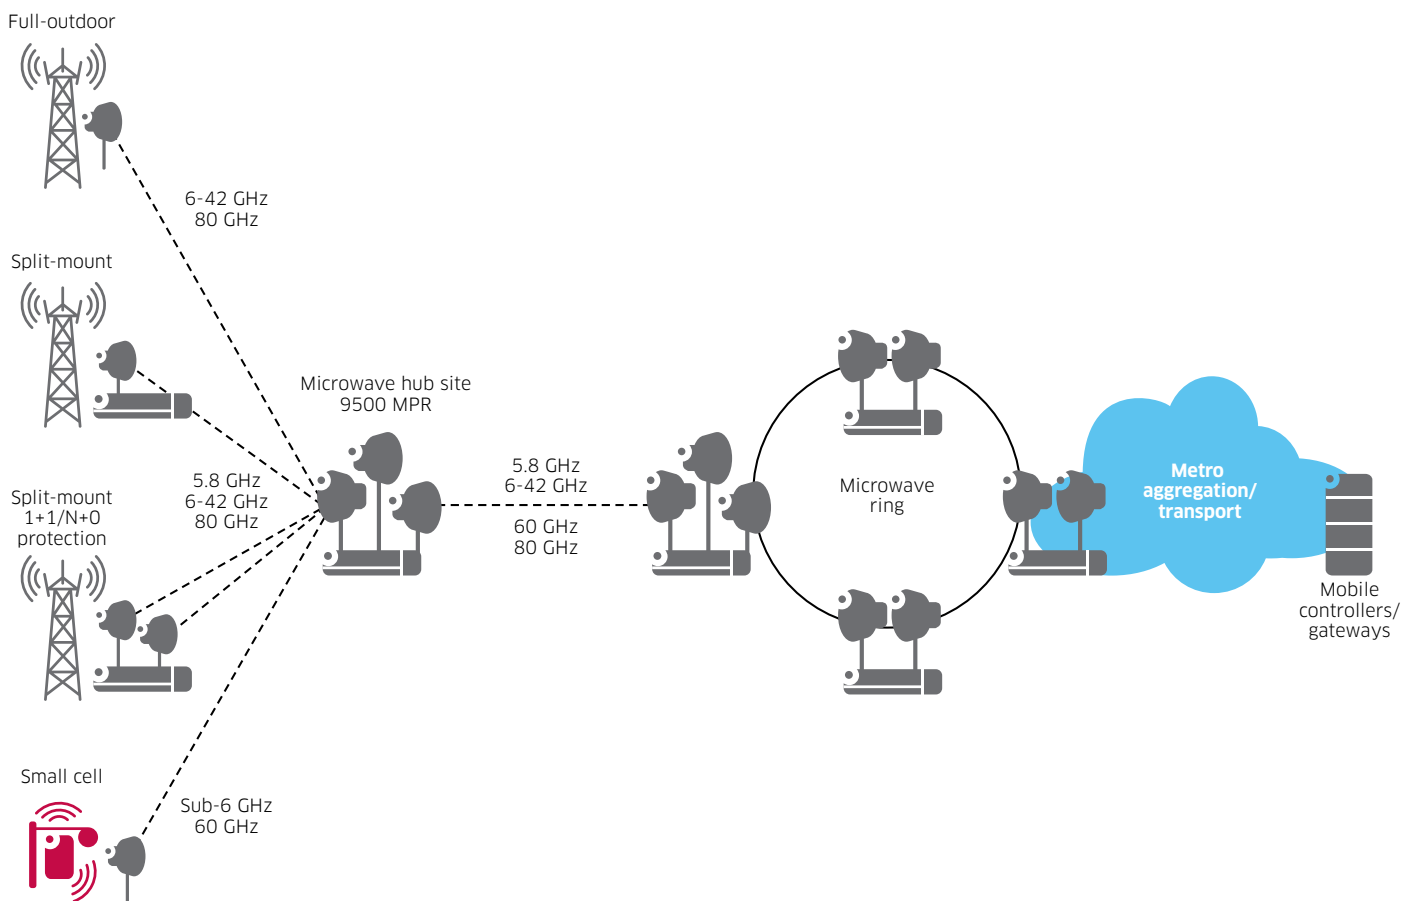 Full-outdoor
6-42 GHz
80 GHz
Split-mount
Microwave hub site
9500 MPR
5.8 GHz
6-42 GHz
80 GHz
Split-mount
1+1/N+0
protection
5.8 GHz
6-42 GHz
60 GHz
80 GHz
Microwave
ring
Metro
aggregation/
transport
Mobile
controllers/
gateways
Small cell
Sub-6 GHz
60 GHz